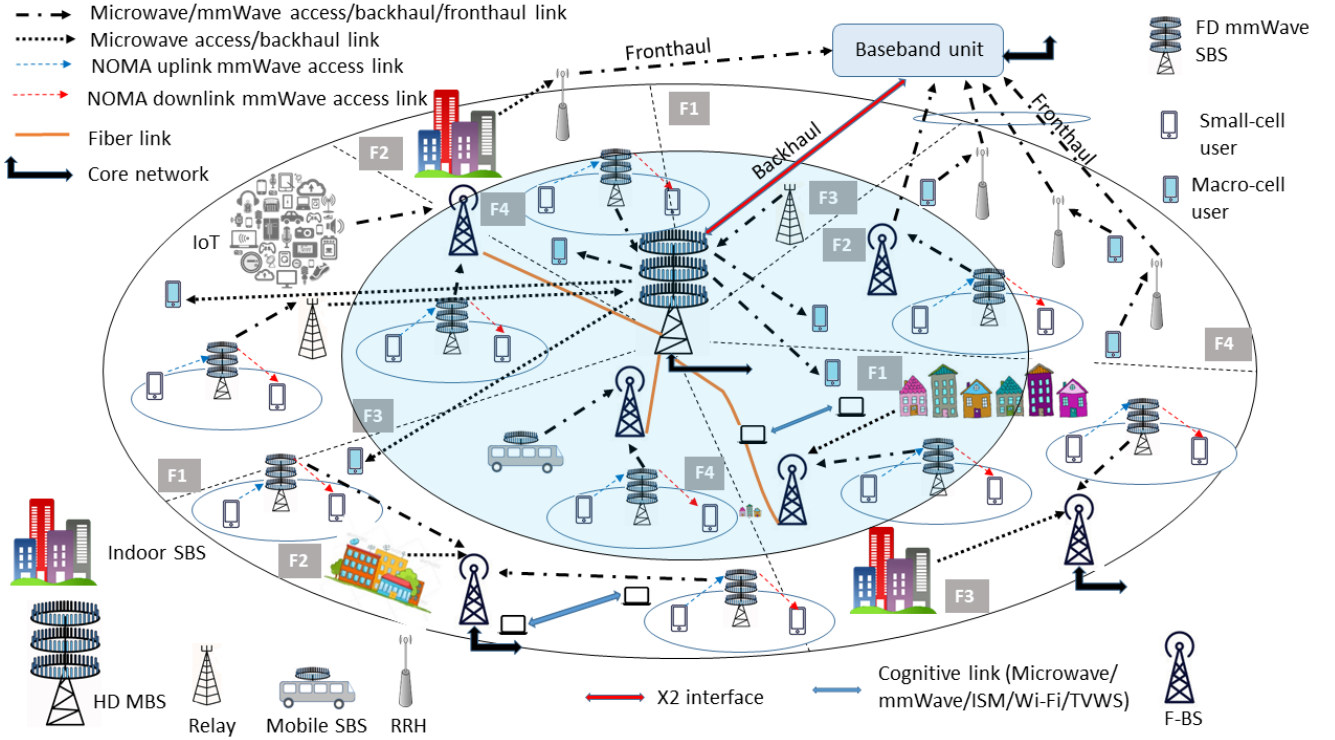 Microwave/mmWave access/backhaul/fronthaul link
Microwave access/backhaul link
NOMA uplink mmWave access link
NOMA downlink mmWave access link
Fiber link
Core network
Fronthaul
Baseband unit
FD mmWave
SBS
Small-cell
user
Macro-cell
user
Fronthaul
Backhaul
F1
F2
F4
F3
F2
IoT
F4
F1
F3
F1
F4
F2
F3
Indoor SBS
HD MBS
Relay
Mobile SBS
RRH
X2 interface
Cognitive link (Microwave/
mmWave/ISM/Wi-Fi/TVWS)
F-BS